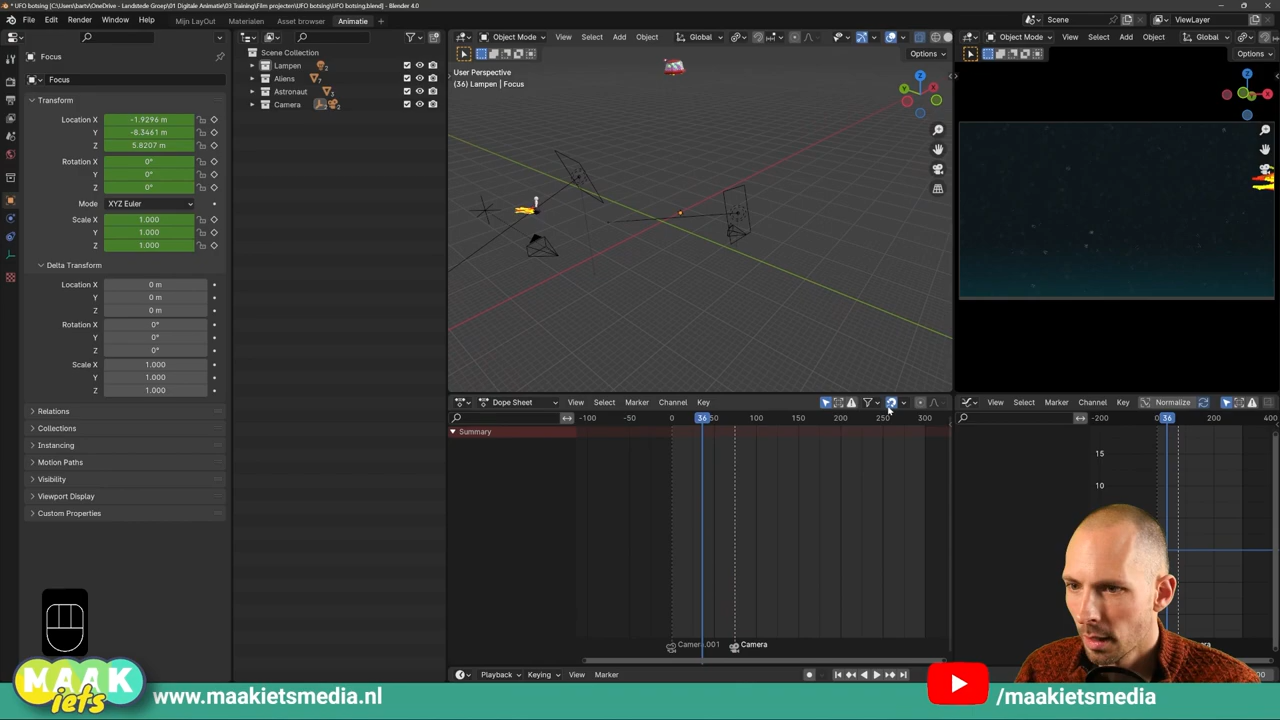 * UFO botsing [C:\Users\bartv\OneDrive - Landstede Groep\01 Digitale Animatie\03 Training\Film projecten\UFO botsing\UFO botsing.blend] - Blender 4.0
File Edit Render Window Help Mijn LayOut Materialen Asset browser Animatie + Scene ViewLayer
Object Mode View Select Add Object Global Object Mode View Select Add Object Global
Options Options
Focus
Focus
Transform
Location X -1.9296 m
Y -8.3461 m
Z 5.8207 m
Rotation X 0°
Y 0°
Z 0°
Mode XYZ Euler
Scale X 1.000
Y 1.000
Z 1.000
Delta Transform
Location X 0 m
Y 0 m
Z 0 m
Rotation X 0°
Y 0°
Z 0°
Scale X 1.000
Y 1.000
Z 1.000
Relations
Collections
Instancing
Motion Paths
Visibility
Viewport Display
Custom Properties
Scene Collection
Lampen 2
Aliens 7
Astronaut 3
Camera 2 2
User Perspective
(36) Lampen | Focus
Z
Y
X
Z
Y
X
Dope Sheet View Select Marker Channel Key
-100 -50 0 36 50 100 150 200 250 300
Summary
Camera.001 Camera
Playback Keying View Marker
View Select Marker Channel Key Normalize
-200 0 36 200 400
15
10
MAAK
iets
www.maakietsmedia.nl
/maakietsmedia